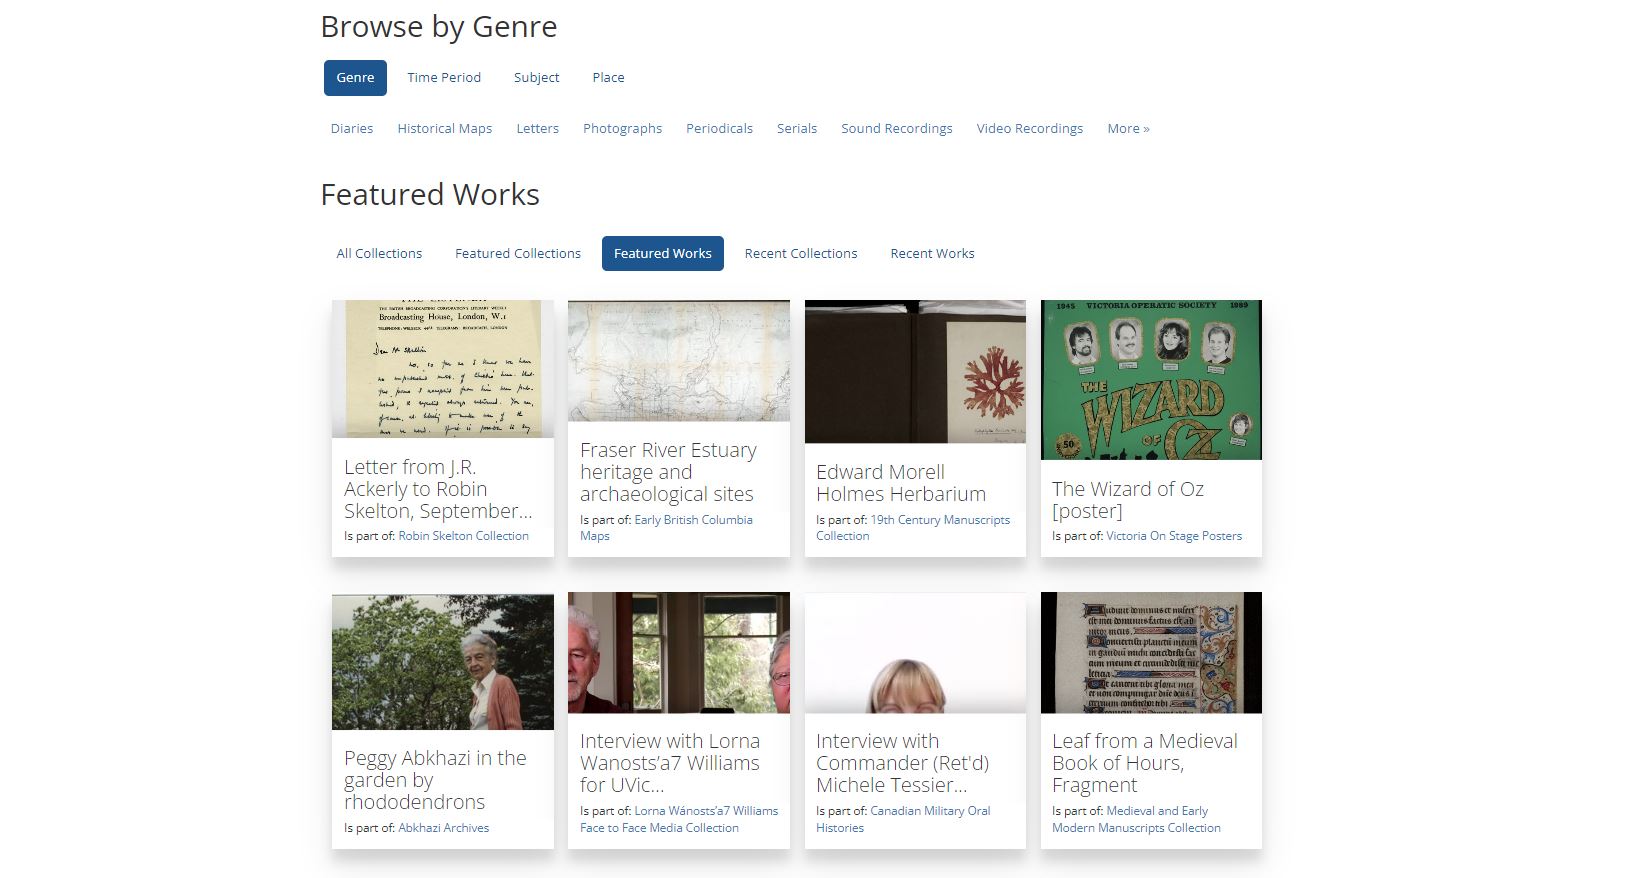 Browse by Genre
Genre Time Period Subject Place
Diaries Historical Maps Letters Photographs Periodicals Serials Sound Recordings Video Recordings More »
Featured Works
All Collections Featured Collections Featured Works Recent Collections Recent Works
THE BRITISH BROADCASTING CORPORATION'S LITERARY WEEKLY
Broadcasting House, London, W.1
Letter from J.R.
Ackerly to Robin
Skelton, September...
Is part of: Robin Skelton Collection
Fraser River Estuary
heritage and
archaeological sites
Is part of: Early British Columbia
Maps
Edward Morell
Holmes Herbarium
Is part of: 19th Century Manuscripts
Collection
1945 VICTORIA OPERATIC SOCIETY 1989
THE
WIZARD
OF OZ
50
The Wizard of Oz
[poster]
Is part of: Victoria On Stage Posters
Peggy Abkhazi in the
garden by
rhododendrons
Is part of: Abkhazi Archives
Interview with Lorna
Wanosts’a7 Williams
for UVic...
Is part of: Lorna Wánosts’a7 Williams
Face to Face Media Collection
Interview with
Commander (Ret'd)
Michele Tessier...
Is part of: Canadian Military Oral
Histories
Leaf from a Medieval
Book of Hours,
Fragment
Is part of: Medieval and Early
Modern Manuscripts Collection